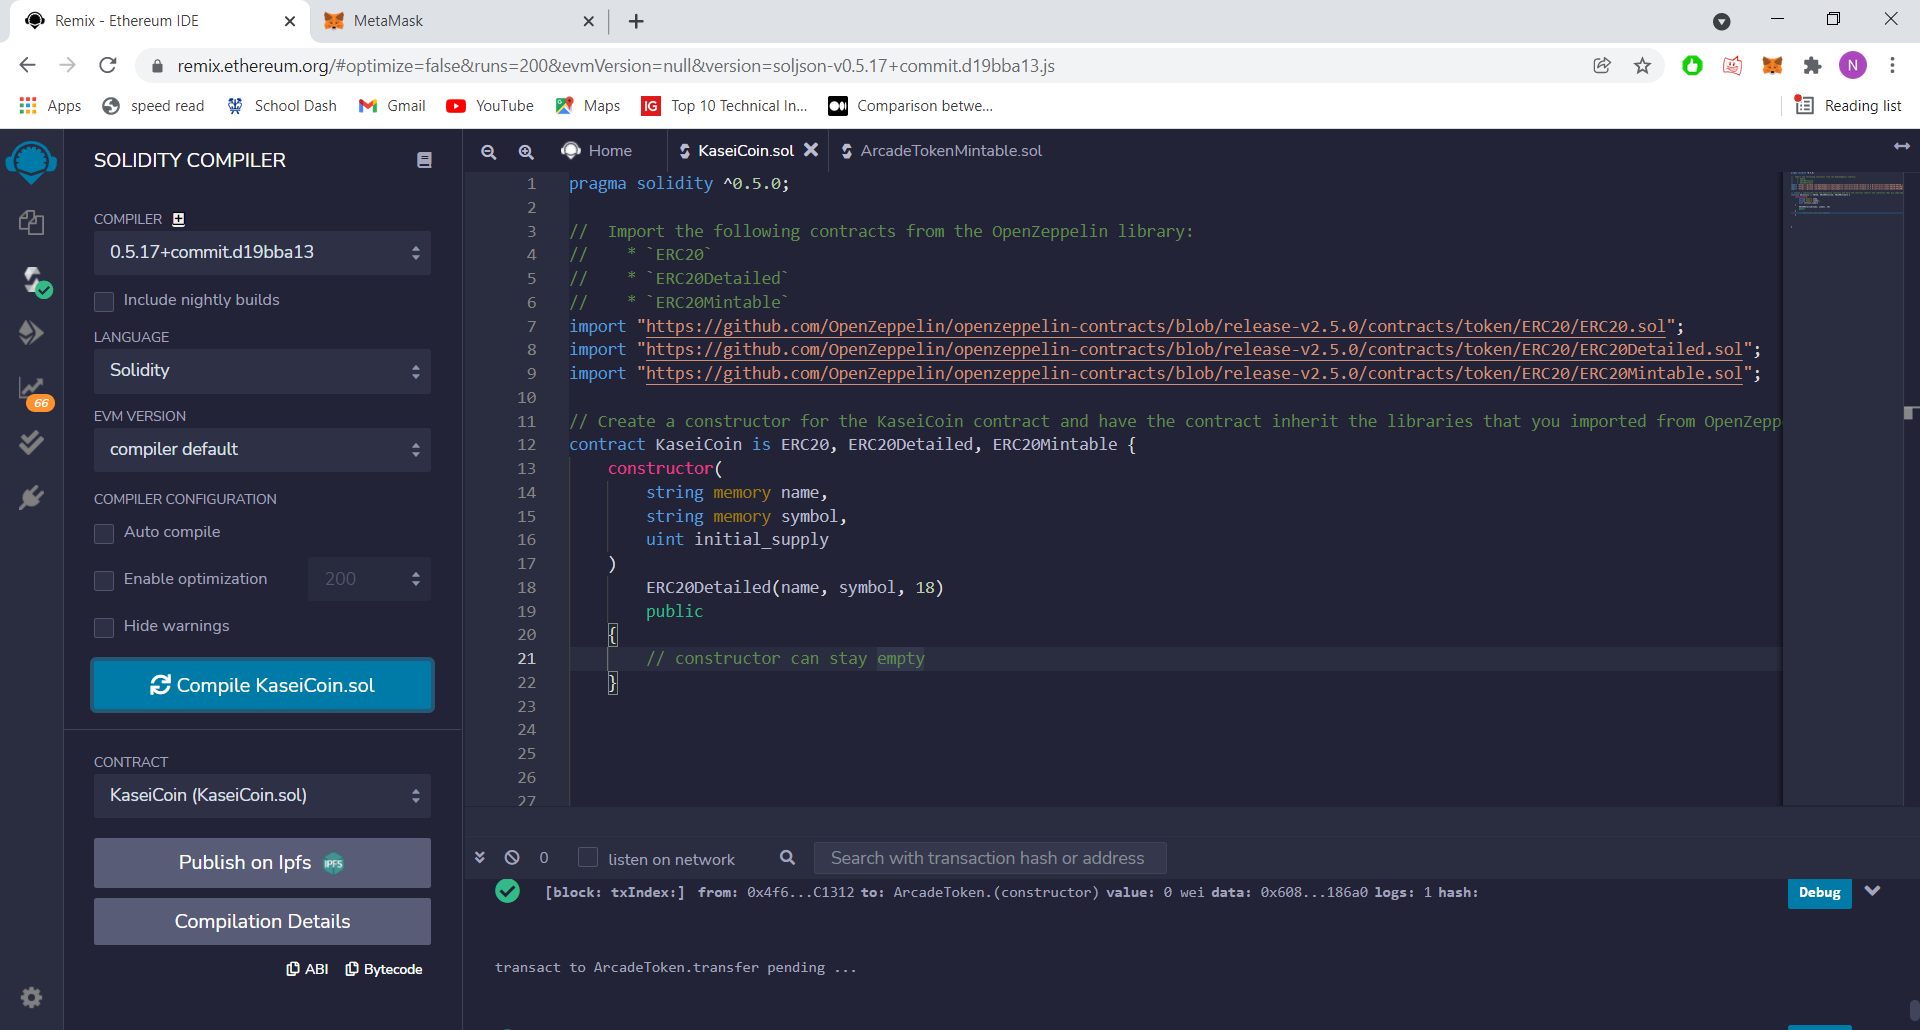 Remix - Ethereum IDE
MetaMask
remix.ethereum.org/#optimize=false&runs=200&evmVersion=null&version=soljson-v0.5.17+commit.d19bba13.js
N
Apps
speed read
School Dash
Gmail
YouTube
Maps
IG
Top 10 Technical In...
Comparison betwe...
Reading list
SOLIDITY COMPILER
COMPILER
0.5.17+commit.d19bba13
Include nightly builds
LANGUAGE
Solidity
EVM VERSION
compiler default
66
COMPILER CONFIGURATION
Auto compile
Enable optimization
200
Hide warnings
Compile KaseiCoin.sol
CONTRACT
KaseiCoin (KaseiCoin.sol)
Publish on Ipfs
IPFS
Compilation Details
ABI
Bytecode
Home
KaseiCoin.sol
ArcadeTokenMintable.sol
1 pragma solidity ^0.5.0;
2
3 //  Import the following contracts from the OpenZeppelin library:
4 //    * `ERC20`
5 //    * `ERC20Detailed`
6 //    * `ERC20Mintable`
7 import "https://github.com/OpenZeppelin/openzeppelin-contracts/blob/release-v2.5.0/contracts/token/ERC20/ERC20.sol";
8 import "https://github.com/OpenZeppelin/openzeppelin-contracts/blob/release-v2.5.0/contracts/token/ERC20/ERC20Detailed.sol";
9 import "https://github.com/OpenZeppelin/openzeppelin-contracts/blob/release-v2.5.0/contracts/token/ERC20/ERC20Mintable.sol";
10
11 // Create a constructor for the KaseiCoin contract and have the contract inherit the libraries that you imported from OpenZepp
12 contract KaseiCoin is ERC20, ERC20Detailed, ERC20Mintable {
13     constructor(
14         string memory name,
15         string memory symbol,
16         uint initial_supply
17     )
18         ERC20Detailed(name, symbol, 18)
19         public
20     {
21         // constructor can stay empty
22     }
23
24
25
26
27
0
listen on network
Search with transaction hash or address
[block: txIndex:] from: 0x4f6...C1312 to: ArcadeToken.(constructor) value: 0 wei data: 0x608...186a0 logs: 1 hash:
Debug
transact to ArcadeToken.transfer pending ...